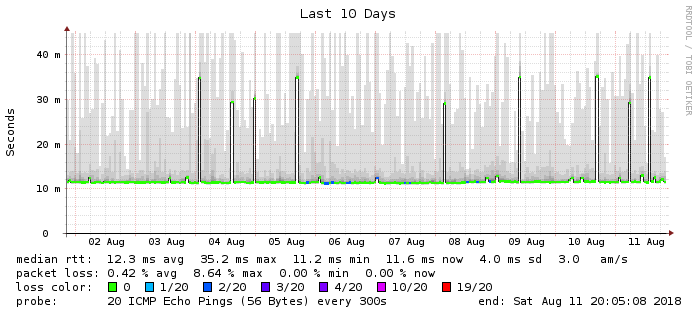 Last 10 Days
RRDTOOL / TOBI OETIKER
Seconds
40 m
30 m
20 m
10 m
0
02 Aug 03 Aug 04 Aug 05 Aug 06 Aug 07 Aug 08 Aug 09 Aug 10 Aug 11 Aug
median rtt: 12.3 ms avg 35.2 ms max 11.2 ms min 11.6 ms now 4.0 ms sd 3.0 am/s
packet loss: 0.42 % avg 8.64 % max 0.00 % min 0.00 % now
loss color: 0 1/20 2/20 3/20 4/20 10/20 19/20
probe: 20 ICMP Echo Pings (56 Bytes) every 300s end: Sat Aug 11 20:05:08 2018